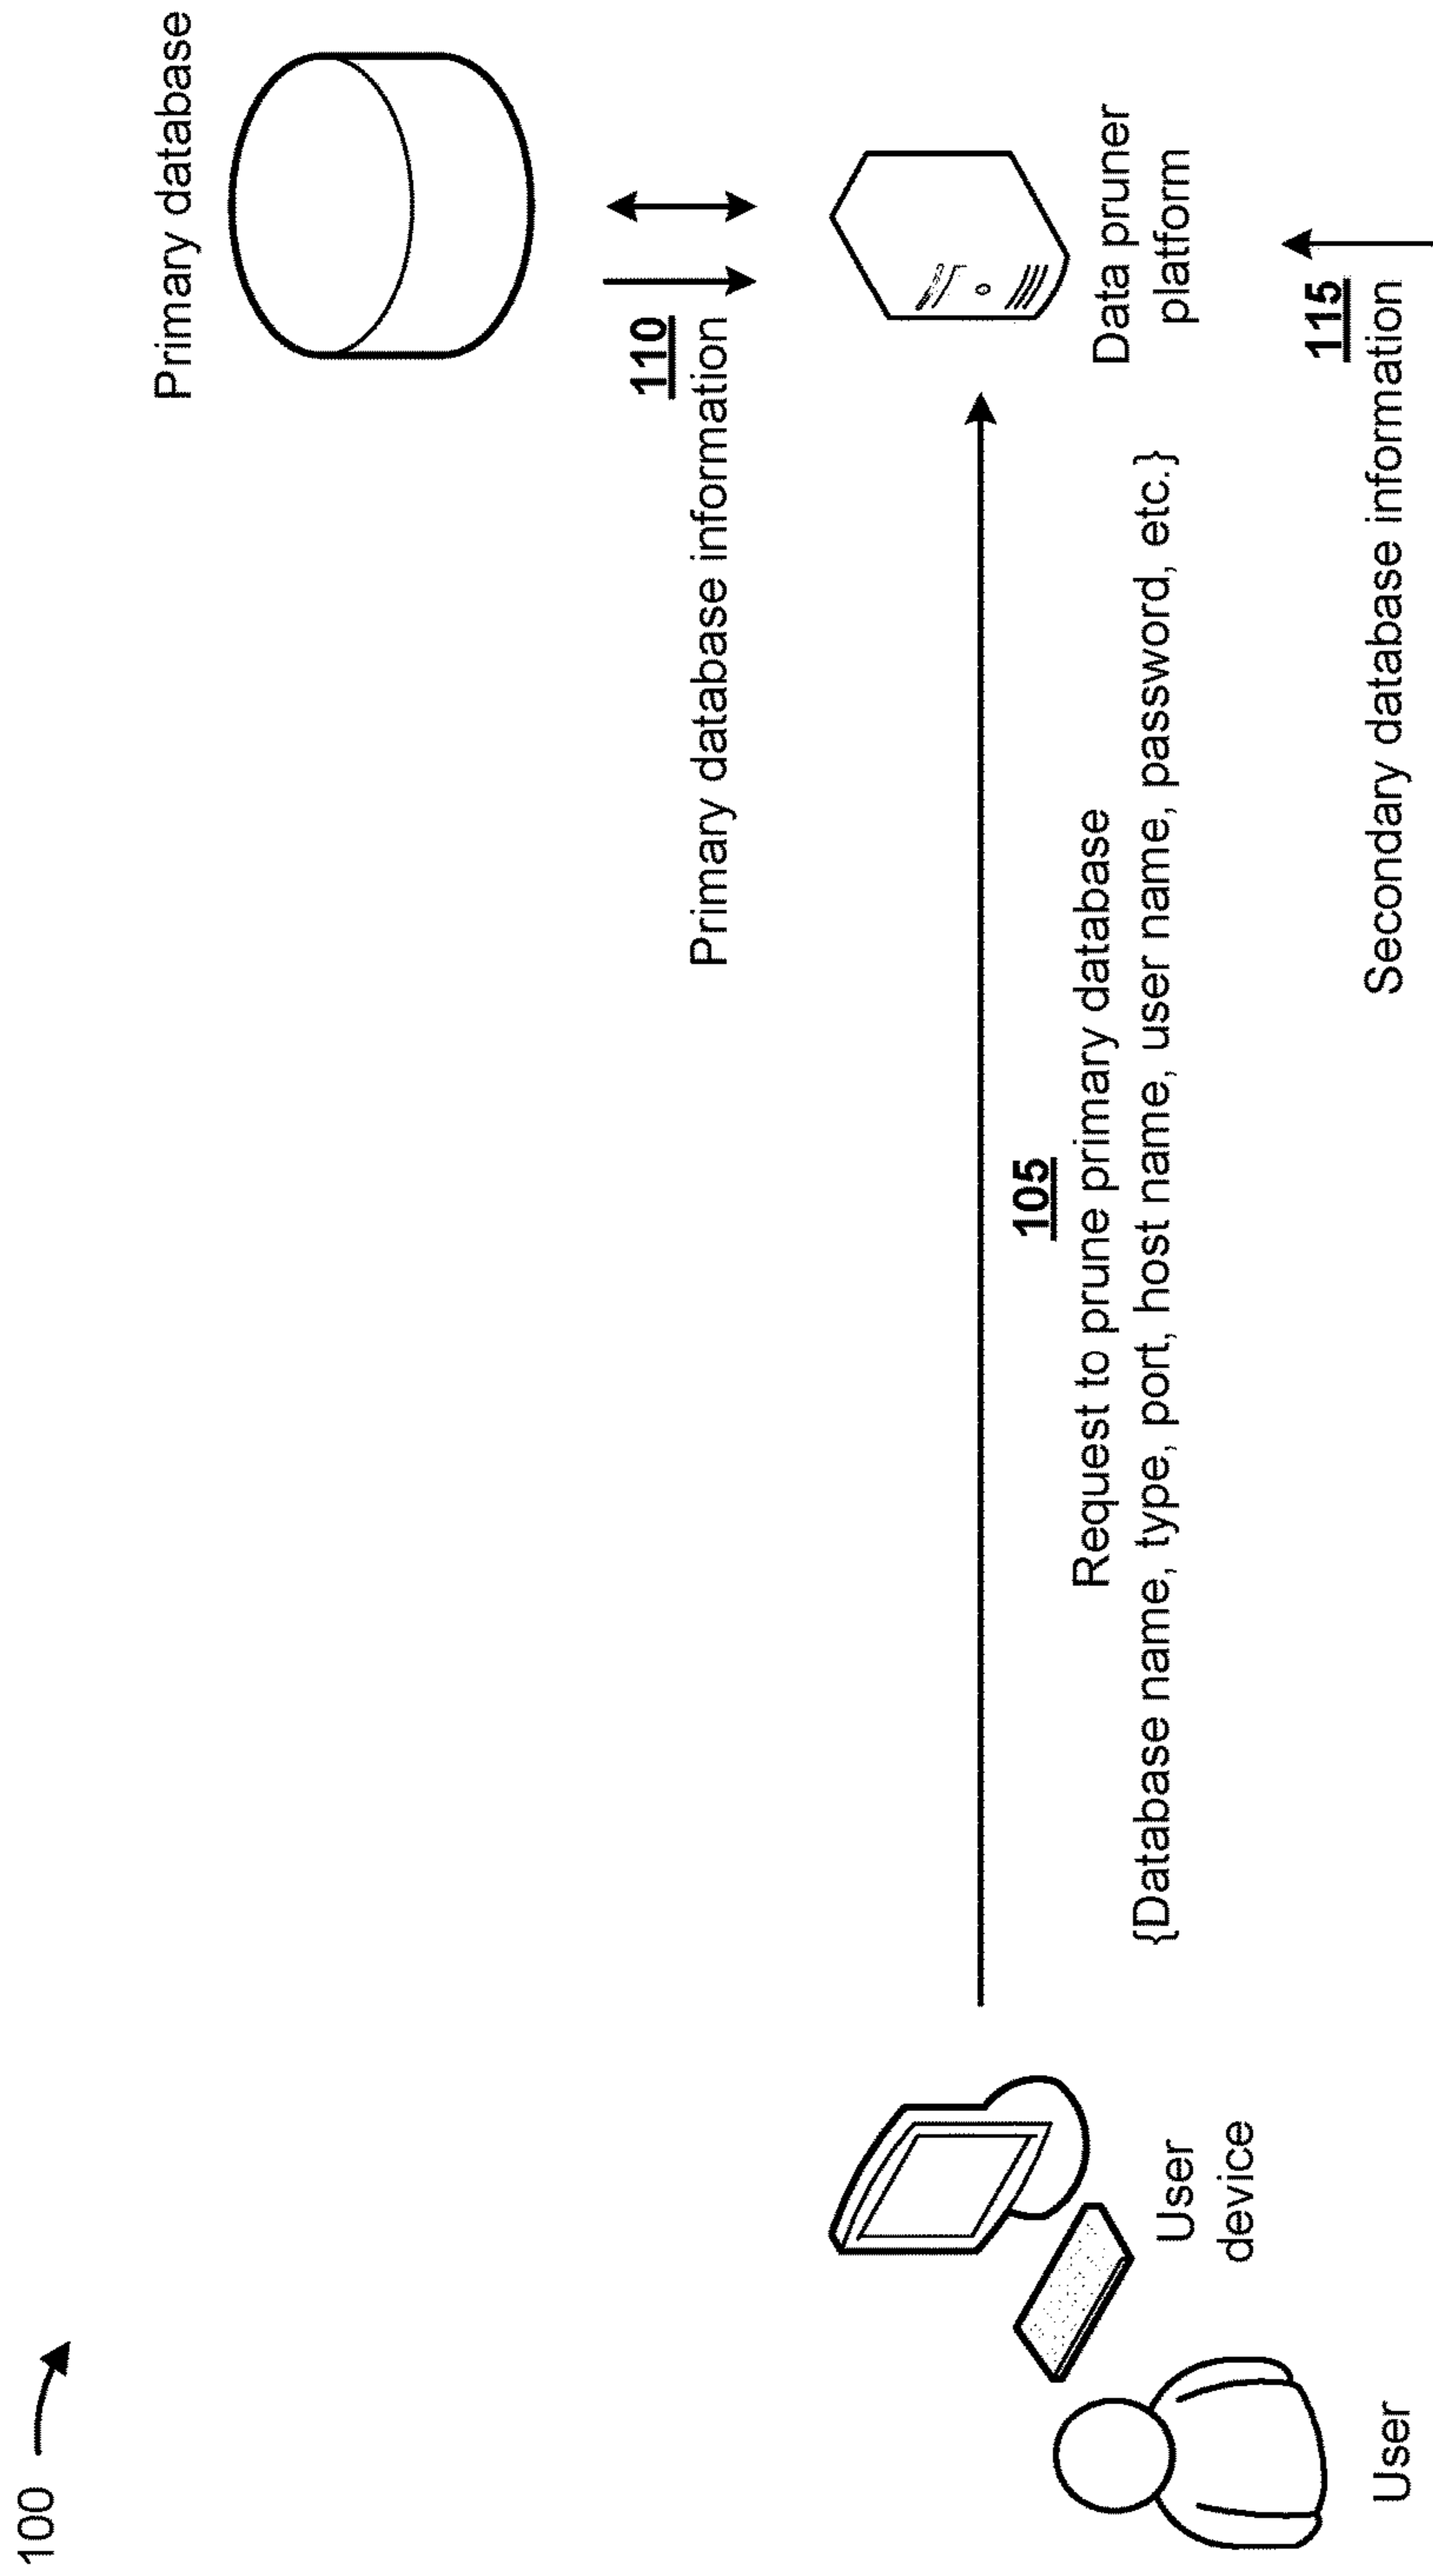 100
Primary database
110
Primary database information
Data pruner
platform
105
Request to prune primary database
{Database name, type, port, host name, user name, password, etc.}
User
device
User
115
Secondary database information